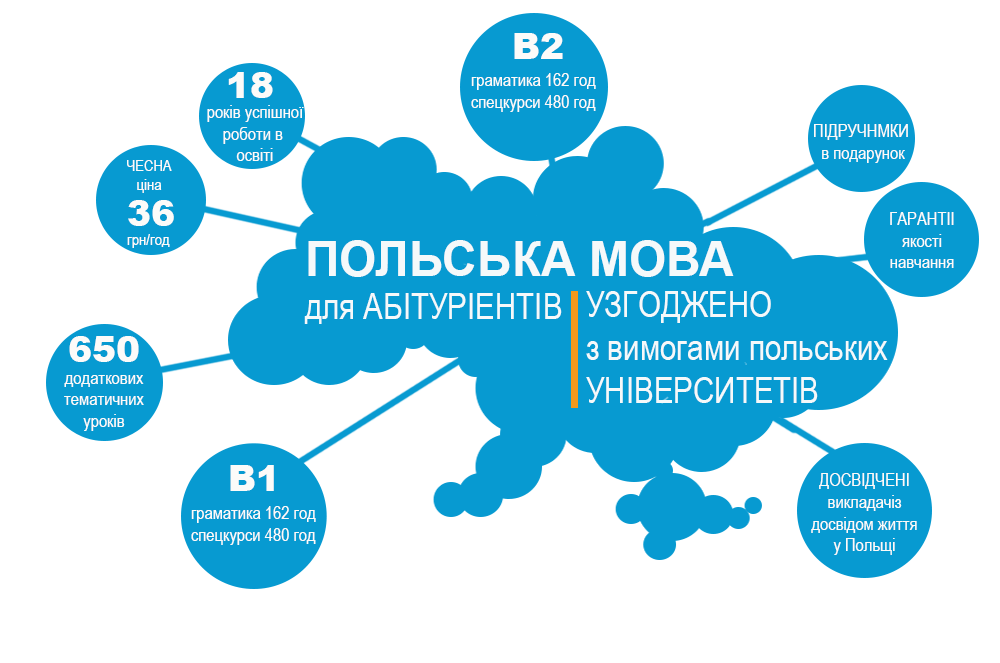 B2
граматика 162 год
спецкурси 480 год
18
років успішної
роботи в
освіті
ЧЕСНА
ціна
36
грн/год
ПІДРУЧНМКИ
в подарунок
ГАРАНТІІ
якості
навчання
ПОЛЬСЬКА МОВА
для АБІТУРІЕНТІВ
УЗГОДЖЕНО
з вимогами польських
УНІВЕРСИТЕТІВ
650
додаткових
тематичних
уроків
B1
граматика 162 год
спецкурси 480 год
ДОСВІДЧЕНІ
викладачіз
досвідом життя
у Польщі